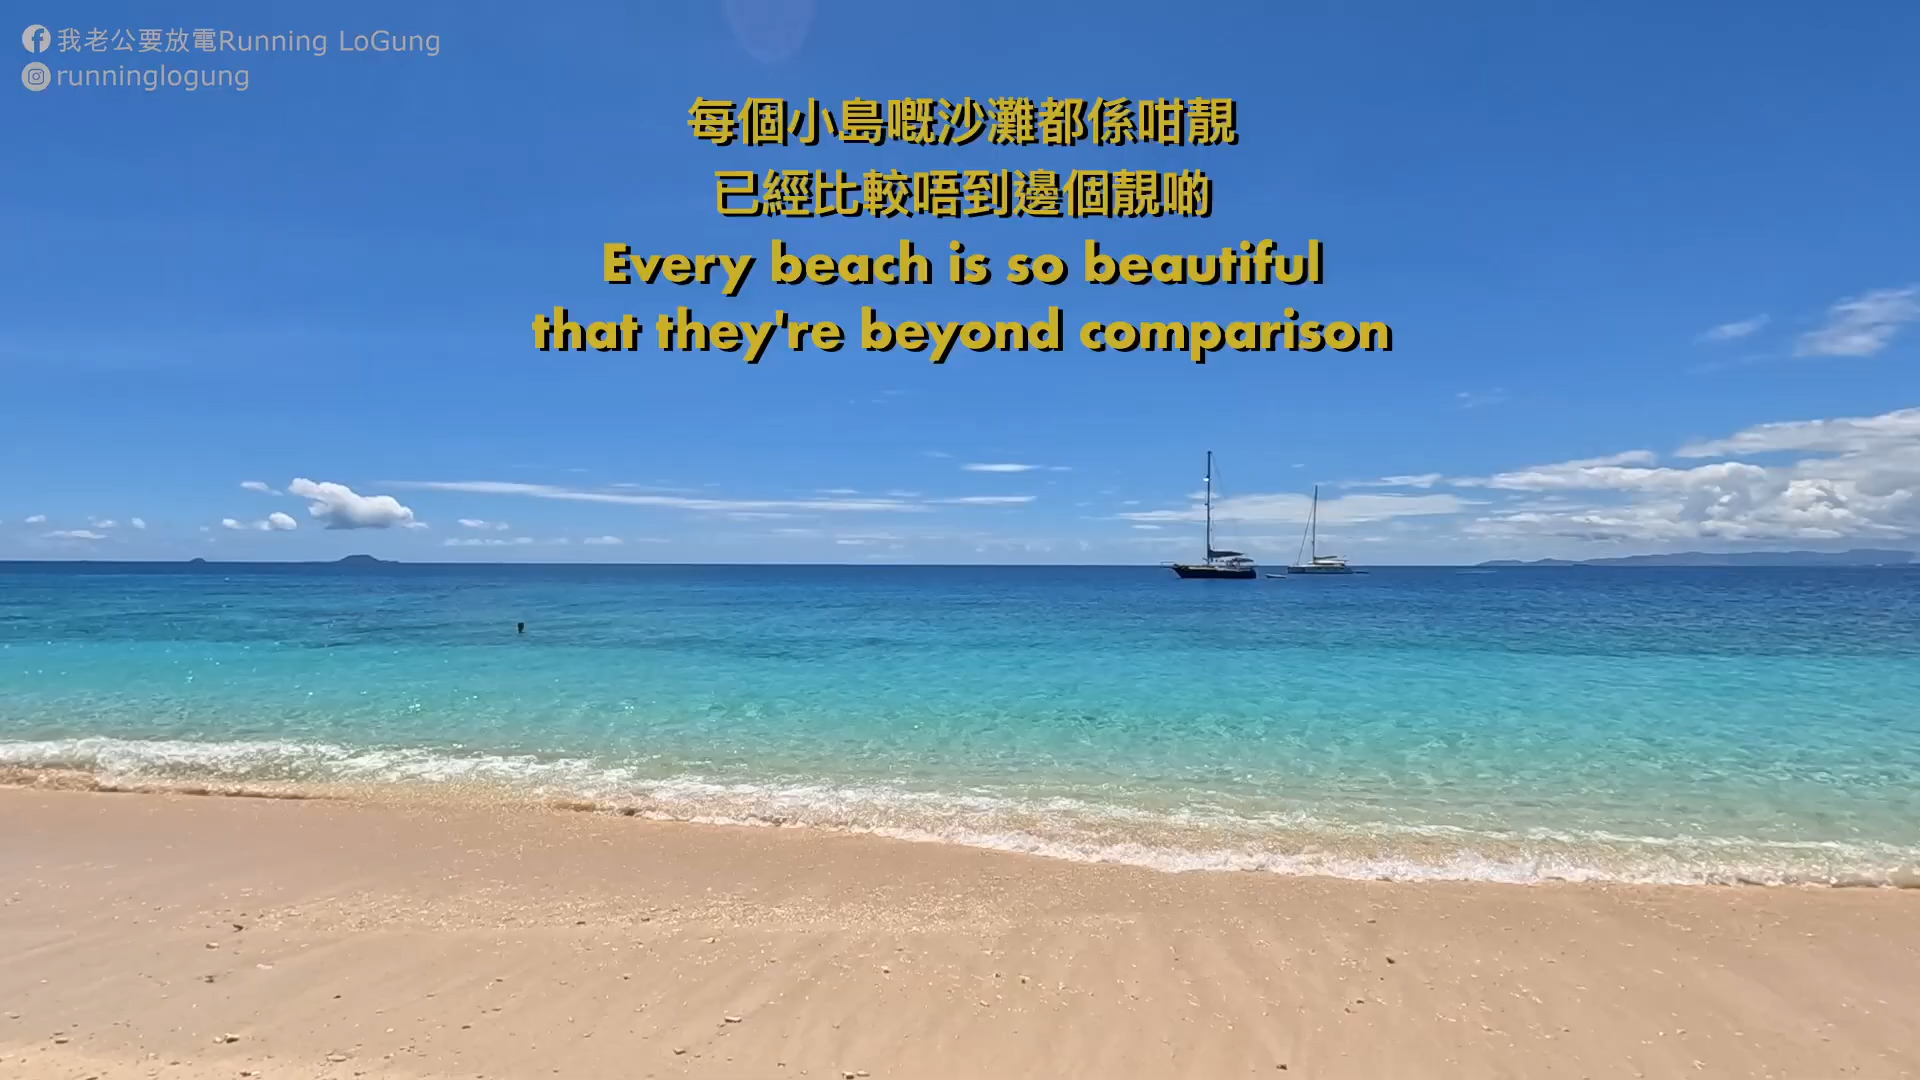 我老公要放電Running LoGung
runninglogung
每個小島嘅沙灘都係咁靚
已經比較唔到邊個靚啲
Every beach is so beautiful
that they're beyond comparison